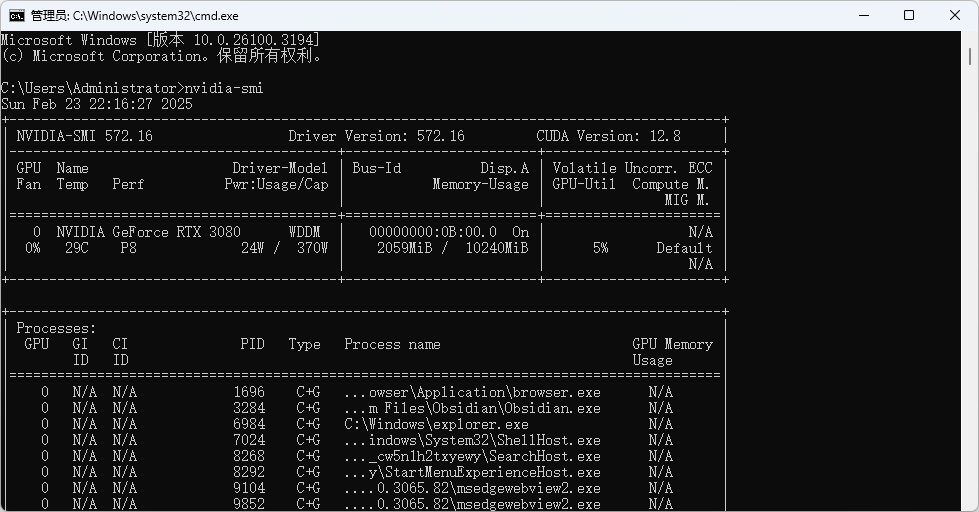 管理员: C:\Windows\system32\cmd.exe
Microsoft Windows [版本 10.0.26100.3194]
(c) Microsoft Corporation。保留所有权利。
C:\Users\Administrator>nvidia-smi
Sun Feb 23 22:16:27 2025
+-----------------------------------------------------------------------------------------+
| NVIDIA-SMI 572.16                 Driver Version: 572.16         CUDA Version: 12.8     |
|-----------------------------------------+------------------------+----------------------+
| GPU  Name                  Driver-Model | Bus-Id          Disp.A | Volatile Uncorr. ECC |
| Fan  Temp   Perf          Pwr:Usage/Cap |           Memory-Usage | GPU-Util  Compute M. |
|                                         |                        |               MIG M. |
|=========================================+========================+======================|
|   0  NVIDIA GeForce RTX 3080      WDDM  |   00000000:0B:00.0  On |                  N/A |
|  0%   29C    P8             24W /  370W |    2059MiB /  10240MiB |      5%      Default |
|                                         |                        |                  N/A |
+-----------------------------------------+------------------------+----------------------+
+-----------------------------------------------------------------------------------------+
| Processes:                                                                              |
|  GPU   GI   CI              PID   Type   Process name                        GPU Memory |
|        ID   ID                                                               Usage      |
|=========================================================================================|
|    0   N/A  N/A            1696    C+G   ...owser\Application\browser.exe      N/A      |
|    0   N/A  N/A            3284    C+G   ...m Files\Obsidian\Obsidian.exe      N/A      |
|    0   N/A  N/A            6984    C+G   C:\Windows\explorer.exe               N/A      |
|    0   N/A  N/A            7024    C+G   ...indows\System32\ShellHost.exe      N/A      |
|    0   N/A  N/A            8268    C+G   ..._cw5n1h2txyewy\SearchHost.exe      N/A      |
|    0   N/A  N/A            8292    C+G   ...y\StartMenuExperienceHost.exe      N/A      |
|    0   N/A  N/A            9104    C+G   ....0.3065.82\msedgewebview2.exe      N/A      |
|    0   N/A  N/A            9852    C+G   ....0.3065.82\msedgewebview2.exe      N/A      |